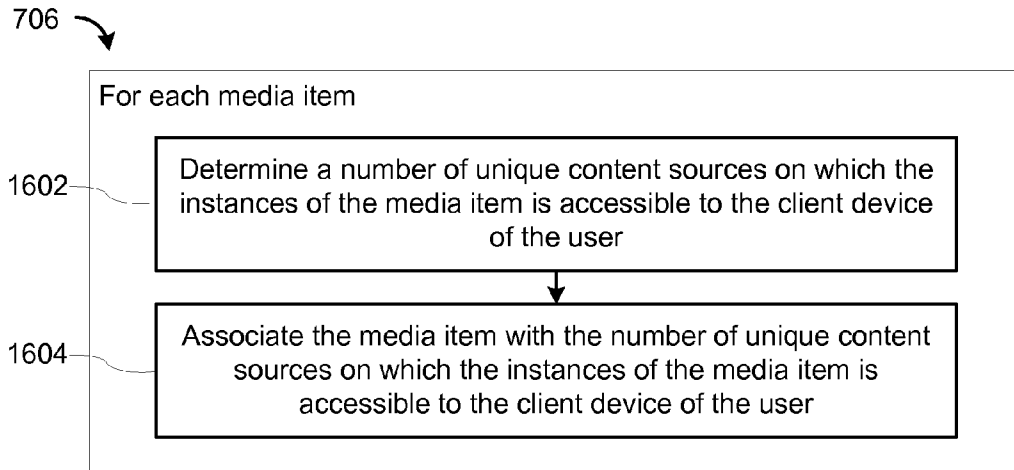 706
For each media item
1602
Determine a number of unique content sources on which the
instances of the media item is accessible to the client device
of the user
1604
Associate the media item with the number of unique content
sources on which the instances of the media item is
accessible to the client device of the user